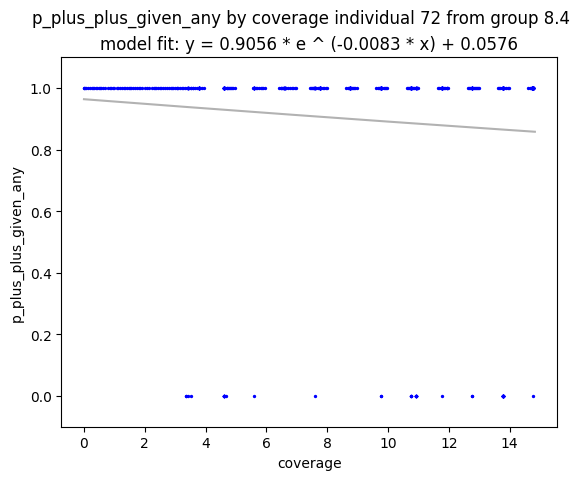 p_plus_plus_given_any by coverage individual 72 from group 8.4
model fit: y = 0.9056 * e ^ (-0.0083 * x) + 0.0576
1.0
0.8
0.6
0.4
0.2
0.0
p_plus_plus_given_any
0 2 4 6 8 10 12 14
coverage